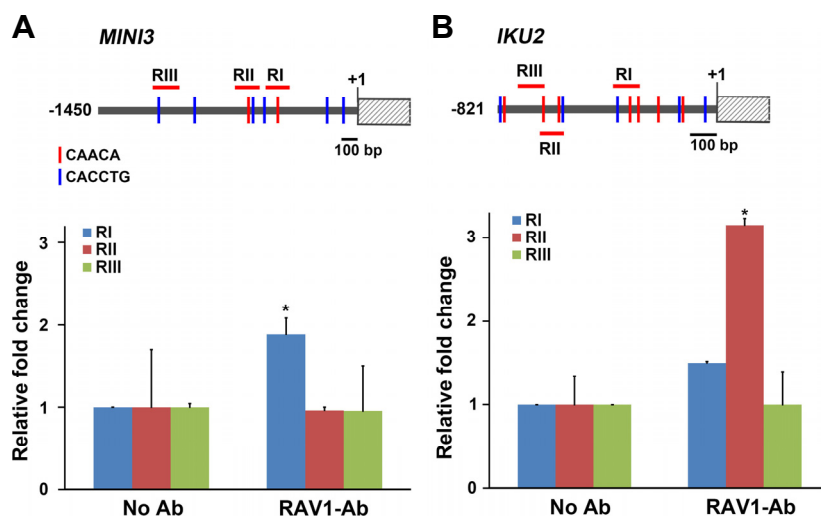 A
MINI3
RIII
RII
RI
+1
-1450
100 bp
CAACA
CACCTG
Relative fold change
3
2
1
0
RI
RII
RIII
*
No Ab
RAV1-Ab
B
IKU2
RIII
RI
+1
-821
RII
100 bp
Relative fold change
3
2
1
0
RI
RII
RIII
*
No Ab
RAV1-Ab